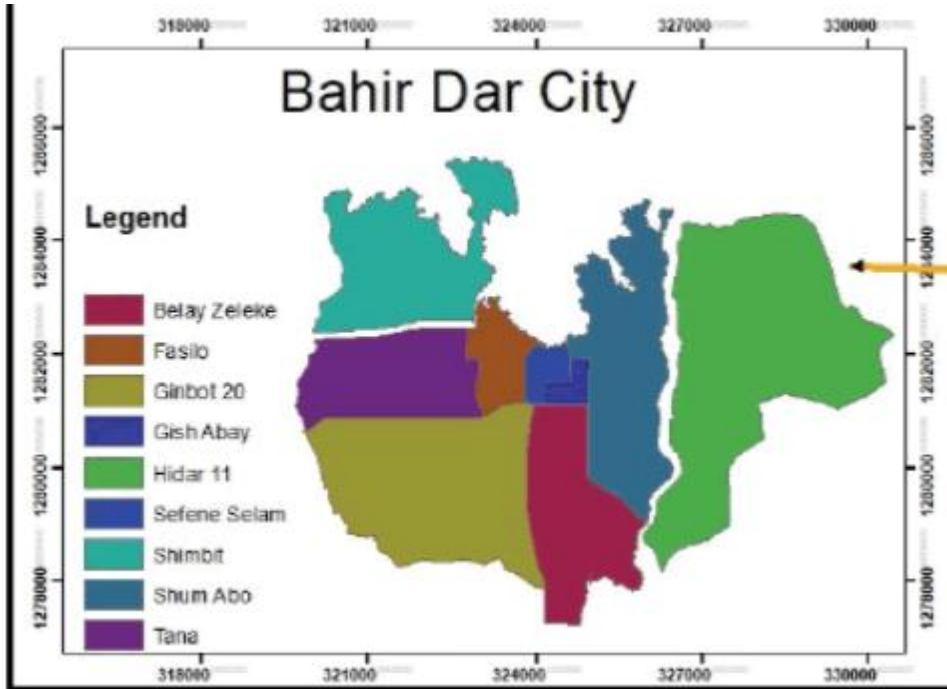 318000 321000 324000 327000 330000
Bahir Dar City
1286000 1286000
1284000 1284000
1282000 1282000
1280000 1280000
1278000 1278000
Legend
Belay Zeleke
Fasilo
Ginbot 20
Gish Abay
Hidar 11
Sefene Selam
Shimbit
Shum Abo
Tana
318000 321000 324000 327000 330000